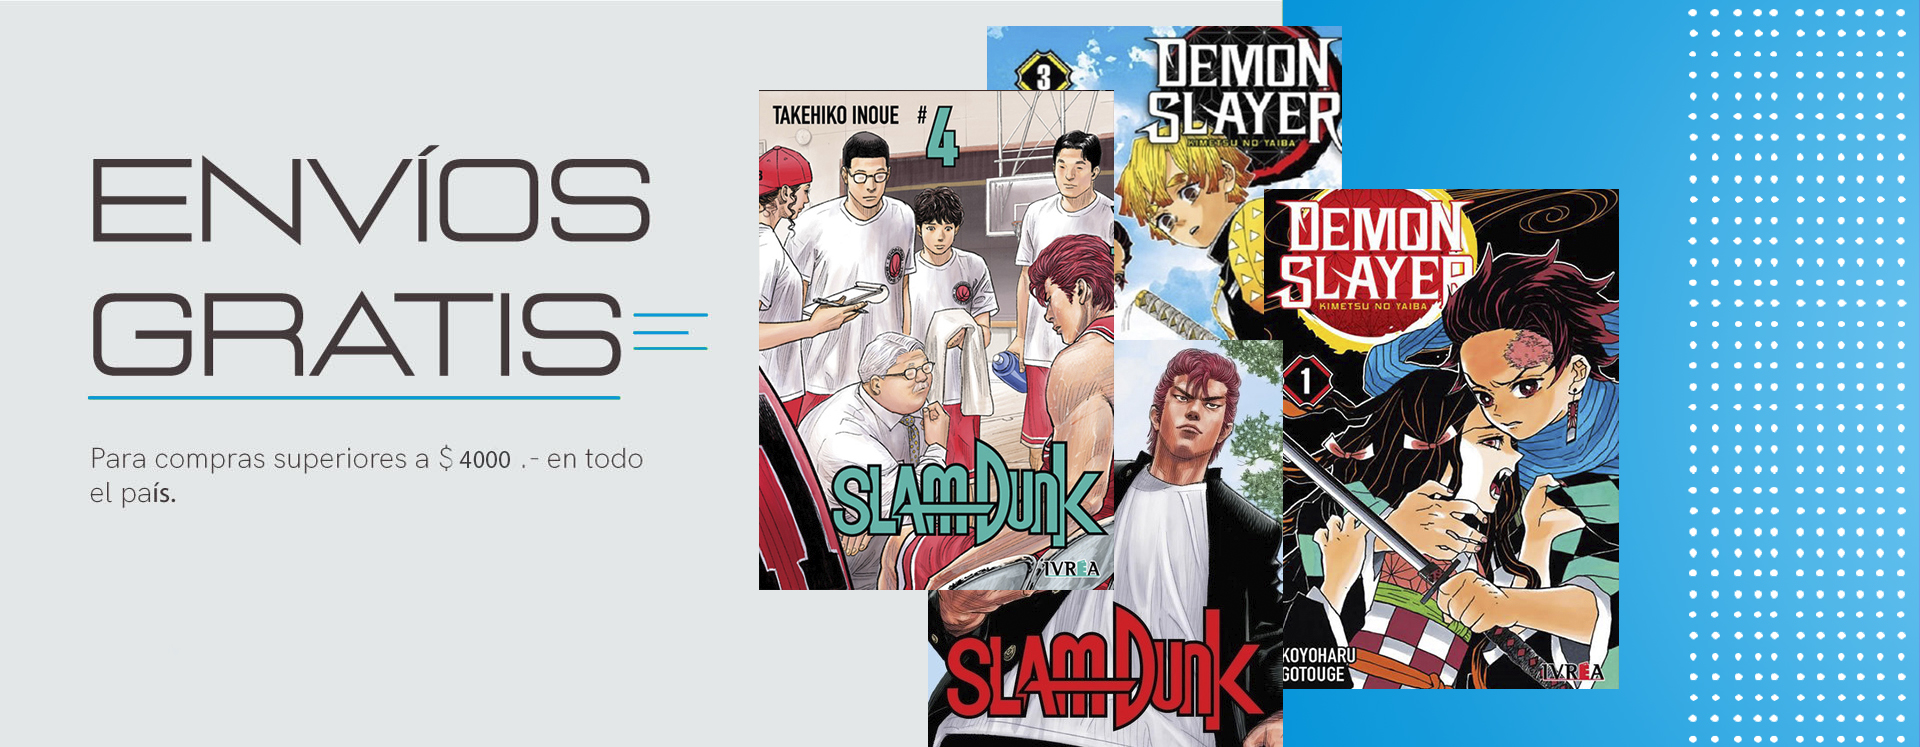 ENVÍOS
GRATIS
Para compras superiores a $ 4000 .- en todo
el país.
TAKEHIKO INOUE #4
SLAM DUNK
IVREA
3
DEMON
SLAYER
KIMETSU NO YAIBA
DEMON
SLAYER
KIMETSU NO YAIBA
1
KOYOHARU
GOTOUGE
IVREA
SLAM DUNK